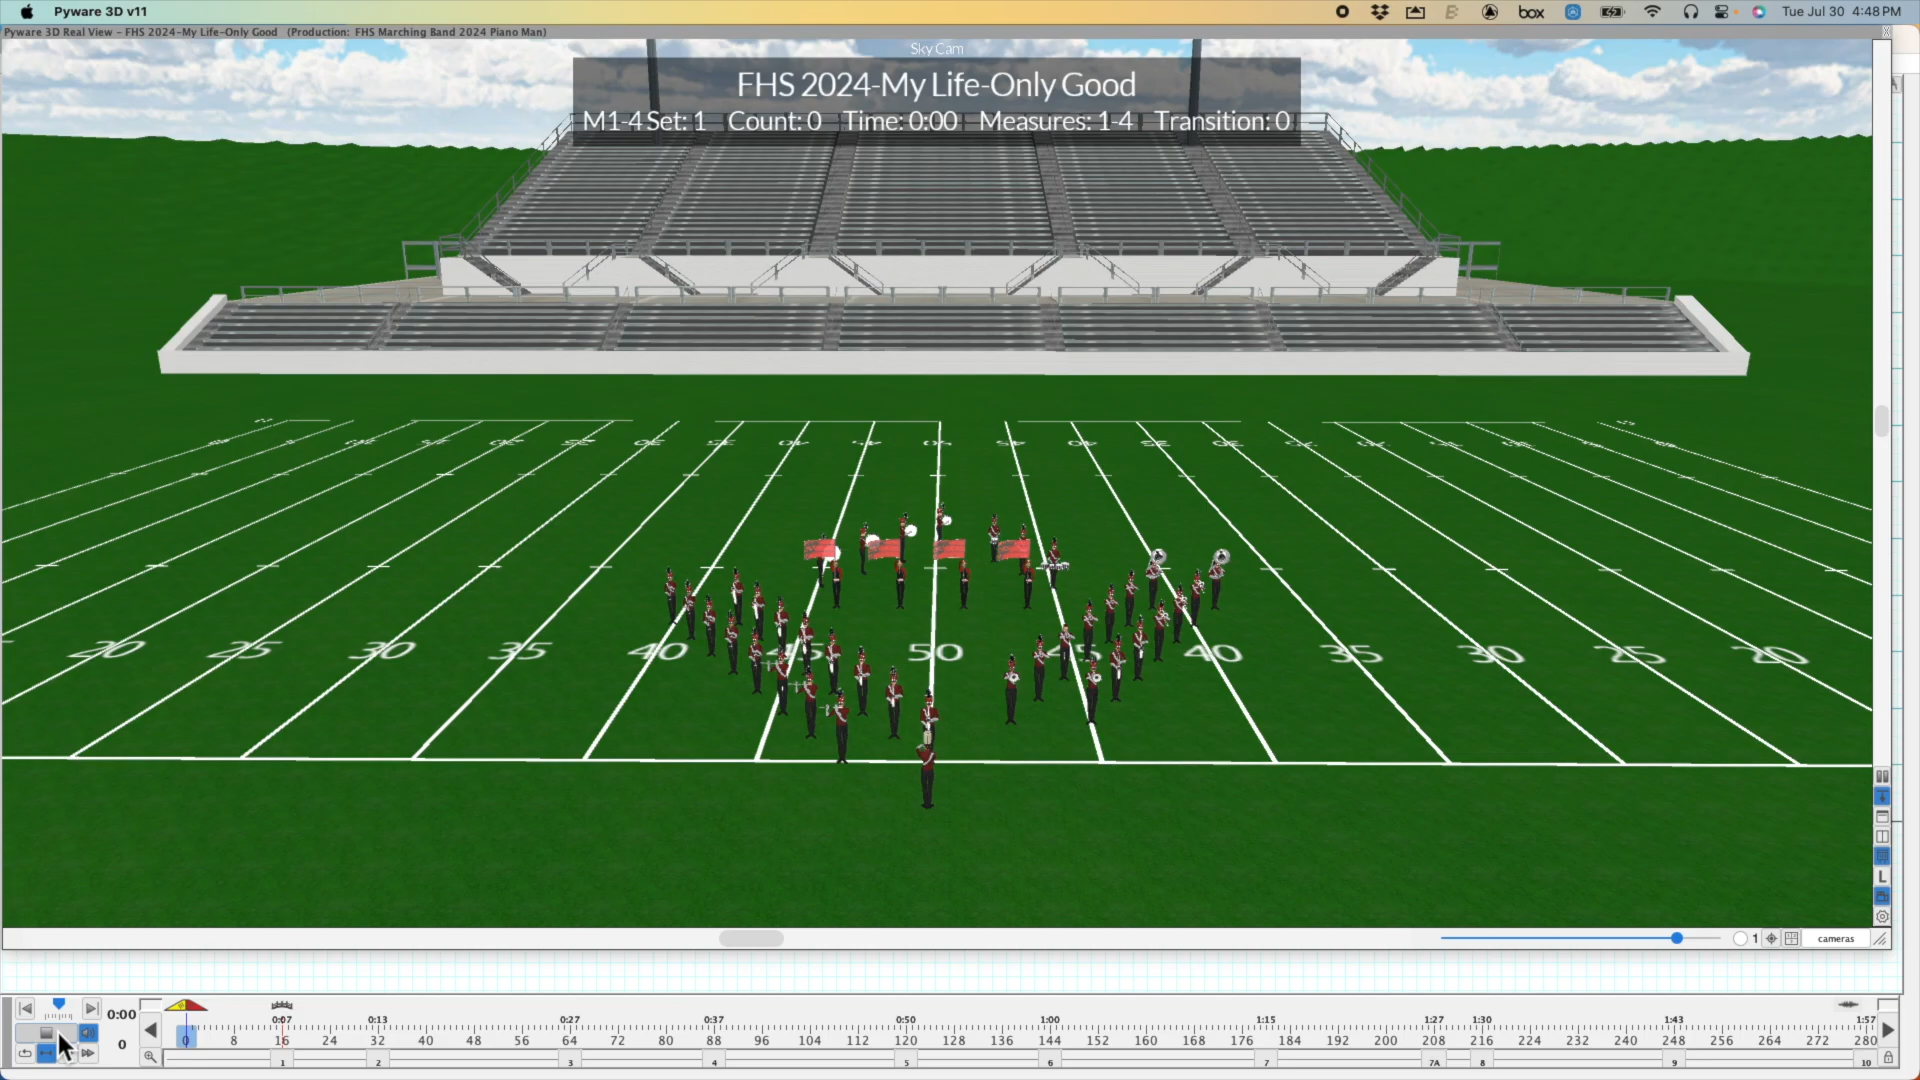 Pyware 3D v11
box
Tue Jul 30 4:48 PM
Pyware 3D Real View - FHS 2024-My Life-Only Good (Production: FHS Marching Band 2024 Piano Man)
X
Sky Cam
FHS 2024-My Life-Only Good
M1-4 Set: 1 Count: 0 Time: 0:00 Measures: 1-4 Transition: 0
20 25 30 35 40 45 50 45 40 35 30 25 20
L
1 cameras
0:00 0:07 0:13 0:27 0:37 0:50 1:00 1:15 1:27 1:30 1:43 1:57
0 0 8 16 24 32 40 48 56 64 72 80 88 96 104 112 120 128 136 144 152 160 168 176 184 192 200 208 216 224 232 240 248 256 264 272 280
1 2 3 4 5 6 7 7A 8 9 10